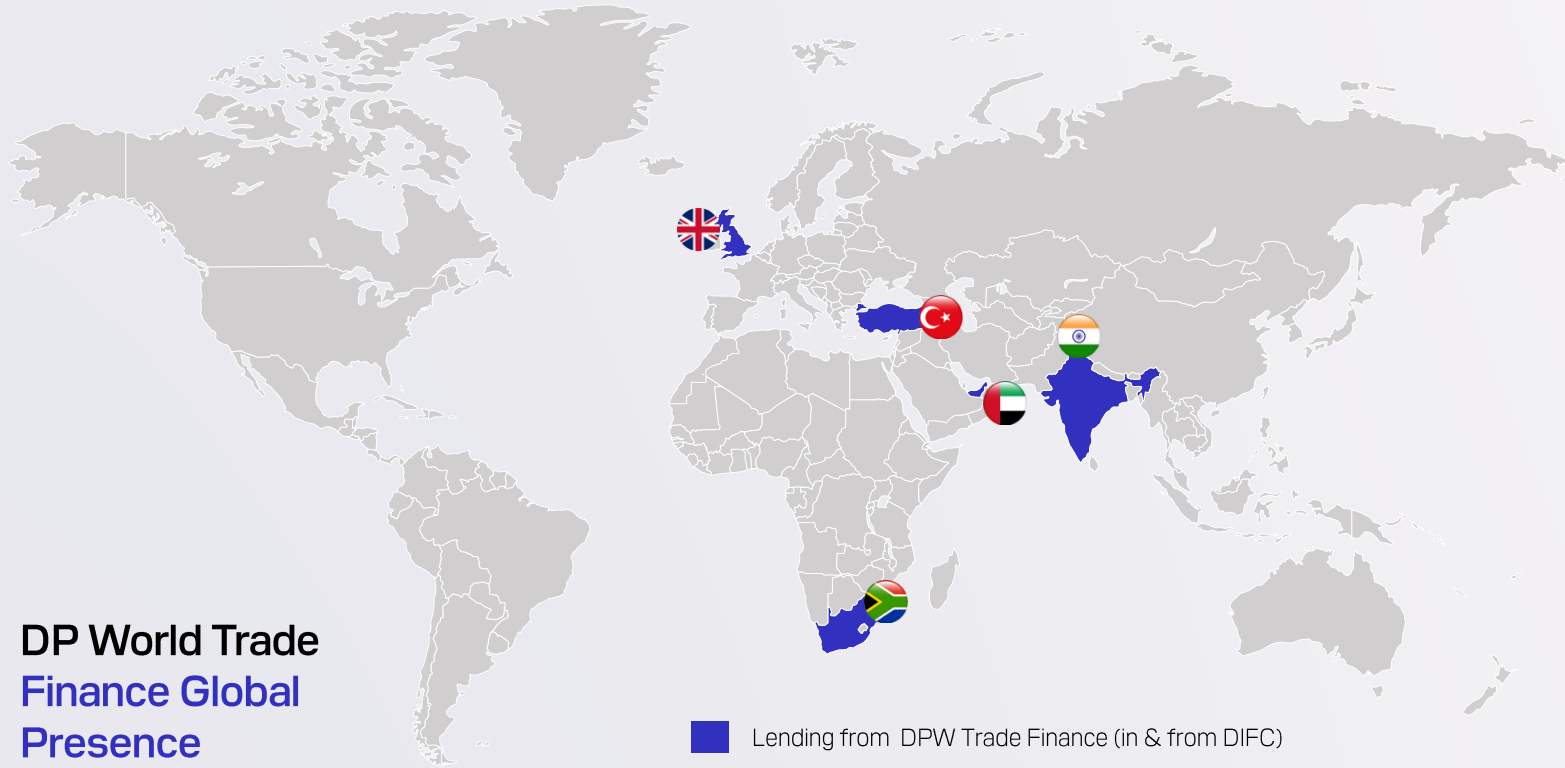 DP World Trade
Finance Global
Presence
Lending from DPW Trade Finance (in & from DIFC)